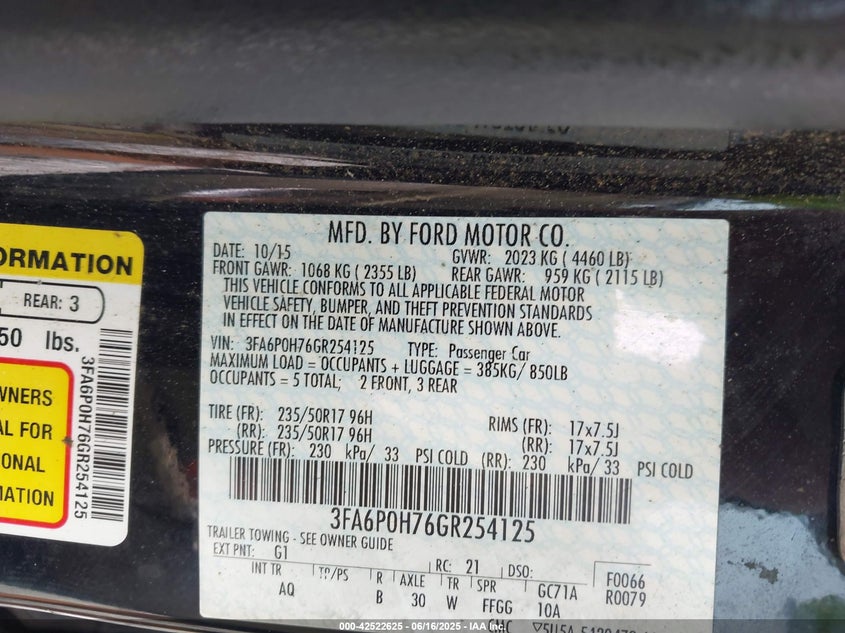 ORMATION
REAR: 3
50 lbs.
WNERS
AL FOR
IONAL
MATION
3FA6P0H76GR254125
MFD. BY FORD MOTOR CO.
DATE: 10/15 GVWR: 2023 KG ( 4460 LB)
FRONT GAWR: 1068 KG ( 2355 LB) REAR GAWR: 959 KG ( 2115 LB)
THIS VEHICLE CONFORMS TO ALL APPLICABLE FEDERAL MOTOR
VEHICLE SAFETY, BUMPER, AND THEFT PREVENTION STANDARDS
IN EFFECT ON THE DATE OF MANUFACTURE SHOWN ABOVE.
VIN: 3FA6P0H76GR254125 TYPE: Passenger Car
MAXIMUM LOAD = OCCUPANTS + LUGGAGE = 385KG/ 850LB
OCCUPANTS = 5 TOTAL; 2 FRONT, 3 REAR
TIRE (FR): 235/50R17 96H RIMS (FR): 17x7.5J
(RR): 235/50R17 96H (RR): 17x7.5J
PRESSURE (FR): 230 kPa/ 33 PSI COLD (RR): 230 kPa/ 33 PSI COLD
3FA6P0H76GR254125
TRAILER TOWING - SEE OWNER GUIDE
EXT PNT: G1 RC: 21 DSO: F0066
INT TR TP/PS R AXLE TR SPR GC71A R0079
AQ B 30 W FFGG 10A
000-42522625 - 06/16/2025 - IAA Inc.